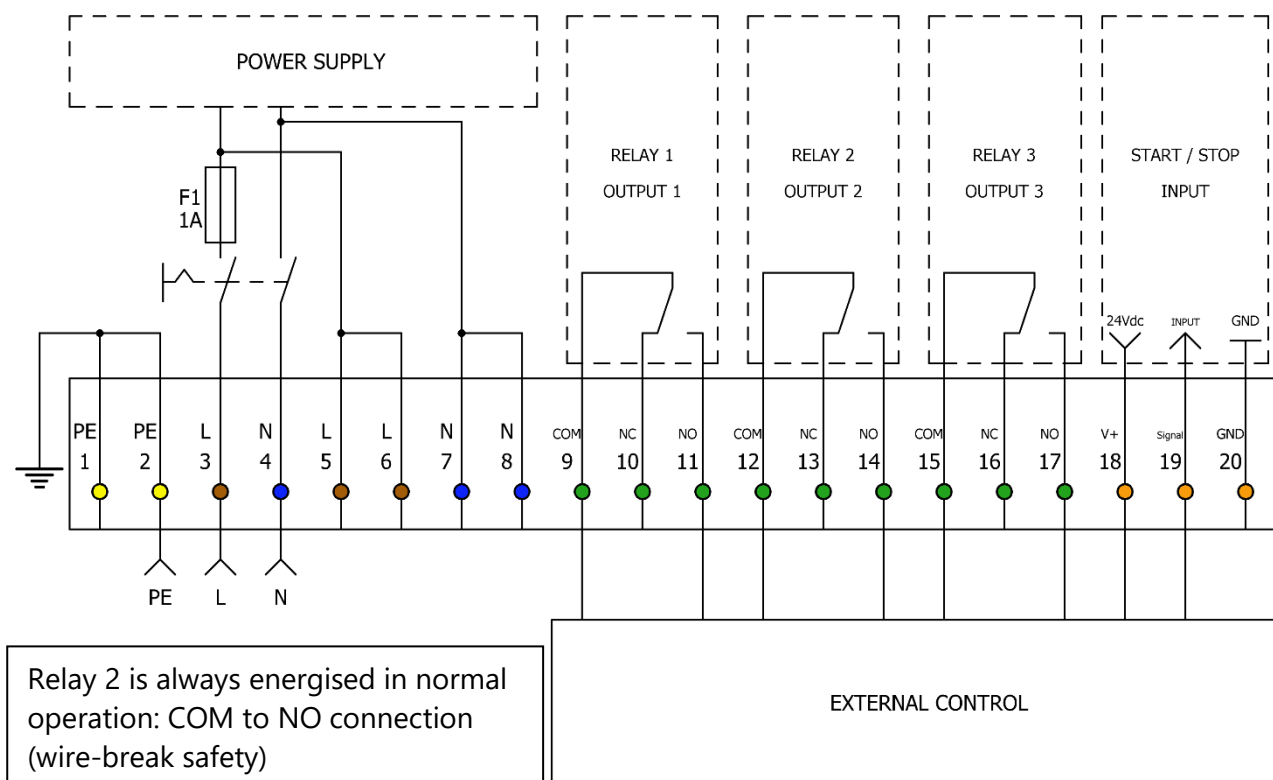 POWER SUPPLY
F1
1A
RELAY 1
OUTPUT 1
RELAY 2
OUTPUT 2
RELAY 3
OUTPUT 3
START / STOP
INPUT
24Vdc INPUT GND
PE PE L N L L N N COM NC NO COM NC NO COM NC NO V+ Signal GND
1 2 3 4 5 6 7 8 9 10 11 12 13 14 15 16 17 18 19 20
PE L N
Relay 2 is always energised in normal
operation: COM to NO connection
(wire-break safety)
EXTERNAL CONTROL